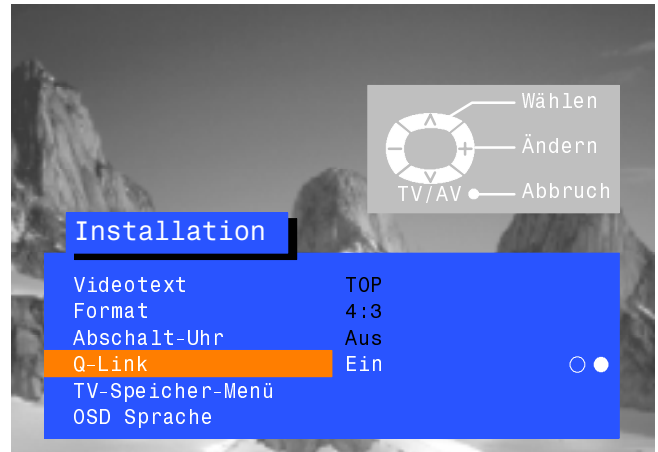 Wählen
Ändern
TV/AV Abbruch
Installation
Videotext TOP
Format 4:3
Abschalt-Uhr Aus
Q-Link Ein
TV-Speicher-Menü
OSD Sprache